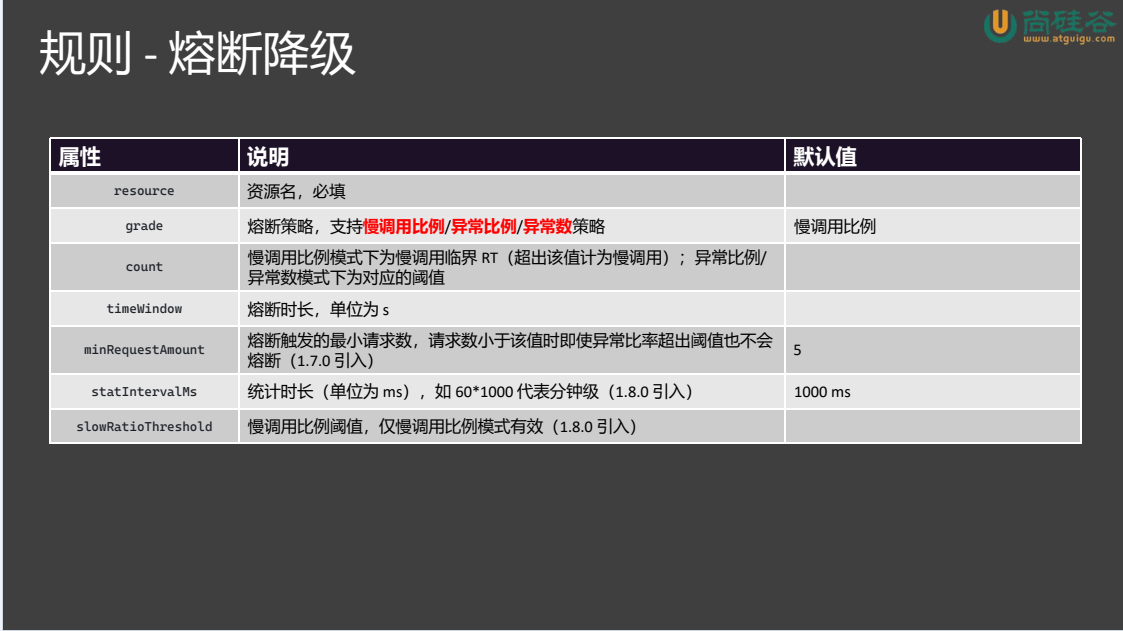 尚硅谷
www.atguigu.com
规则 - 熔断降级
属性 说明 默认值
resource 资源名，必填
grade 熔断策略，支持慢调用比例/异常比例/异常数策略 慢调用比例
count 慢调用比例模式下为慢调用临界 RT（超出该值计为慢调用）；异常比例/
异常数模式下为对应的阈值
timeWindow 熔断时长，单位为 s
minRequestAmount 熔断触发的最小请求数，请求数小于该值时即使异常比率超出阈值也不会
熔断（1.7.0 引入） 5
statIntervalMs 统计时长（单位为 ms），如 60*1000 代表分钟级（1.8.0 引入） 1000 ms
slowRatioThreshold 慢调用比例阈值，仅慢调用比例模式有效（1.8.0 引入）